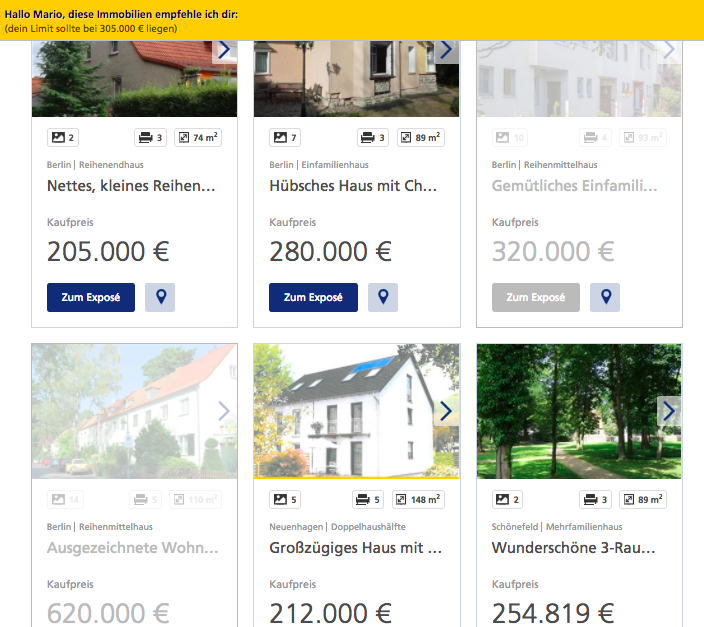 Hallo Mario, diese Immobilien empfehle ich dir:
(dein Limit sollte bei 305.000 € liegen)
2
3
74 m²
Berlin | Reihenendhaus
Nettes, kleines Reihen...
Kaufpreis
205.000 €
Zum Exposé
7
3
89 m²
Berlin | Einfamilienhaus
Hübsches Haus mit Ch...
Kaufpreis
280.000 €
Zum Exposé
10
4
93 m²
Berlin | Reihenmittelhaus
Gemütliches Einfamili...
Kaufpreis
320.000 €
Zum Exposé
14
5
110 m²
Berlin | Reihenmittelhaus
Ausgezeichnete Wohn...
Kaufpreis
620.000 €
5
5
148 m²
Neuenhagen | Doppelhaushälfte
Großzügiges Haus mit ...
Kaufpreis
212.000 €
2
3
89 m²
Schönefeld | Mehrfamilienhaus
Wunderschöne 3-Rau...
Kaufpreis
254.819 €